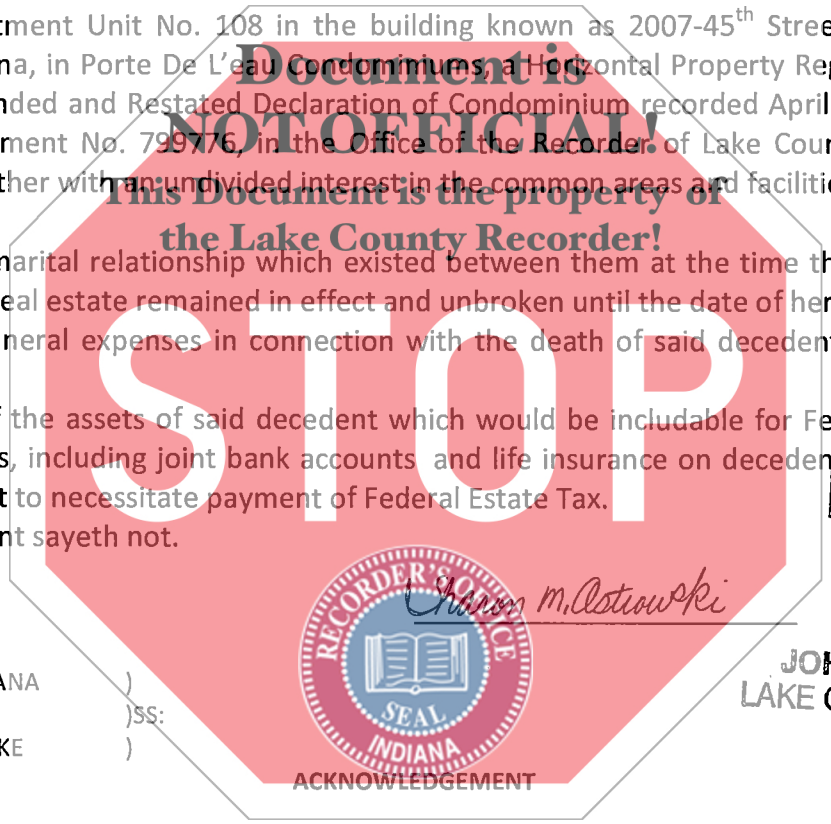 tment Unit No. 108 in the building known as 2007-45th Stree
na, in Porte De L'eau Condominiums, a Horizontal Property Re
nded and Restated Declaration of Condominium recorded April
ment No. 799776, in the Office of the Recorder of Lake Cou
ther with an undivided interest in the common areas and faciliti
Document is
NOT OFFICIAL!
This Document is the property of
the Lake County Recorder!
narital relationship which existed between them at the time th
eal estate remained in effect and unbroken until the date of her
neral expenses in connection with the death of said decedent
STOP
f the assets of said decedent which would be includable for Fe
s, including joint bank accounts and life insurance on deceden
t to necessitate payment of Federal Estate Tax.
nt sayeth not.
Sharon M. Ostrowski
RECORDER'S OFFICE
SEAL
INDIANA
JOH
LAKE C
ANA )
)SS:
KE )
ACKNOWLEDGEMENT